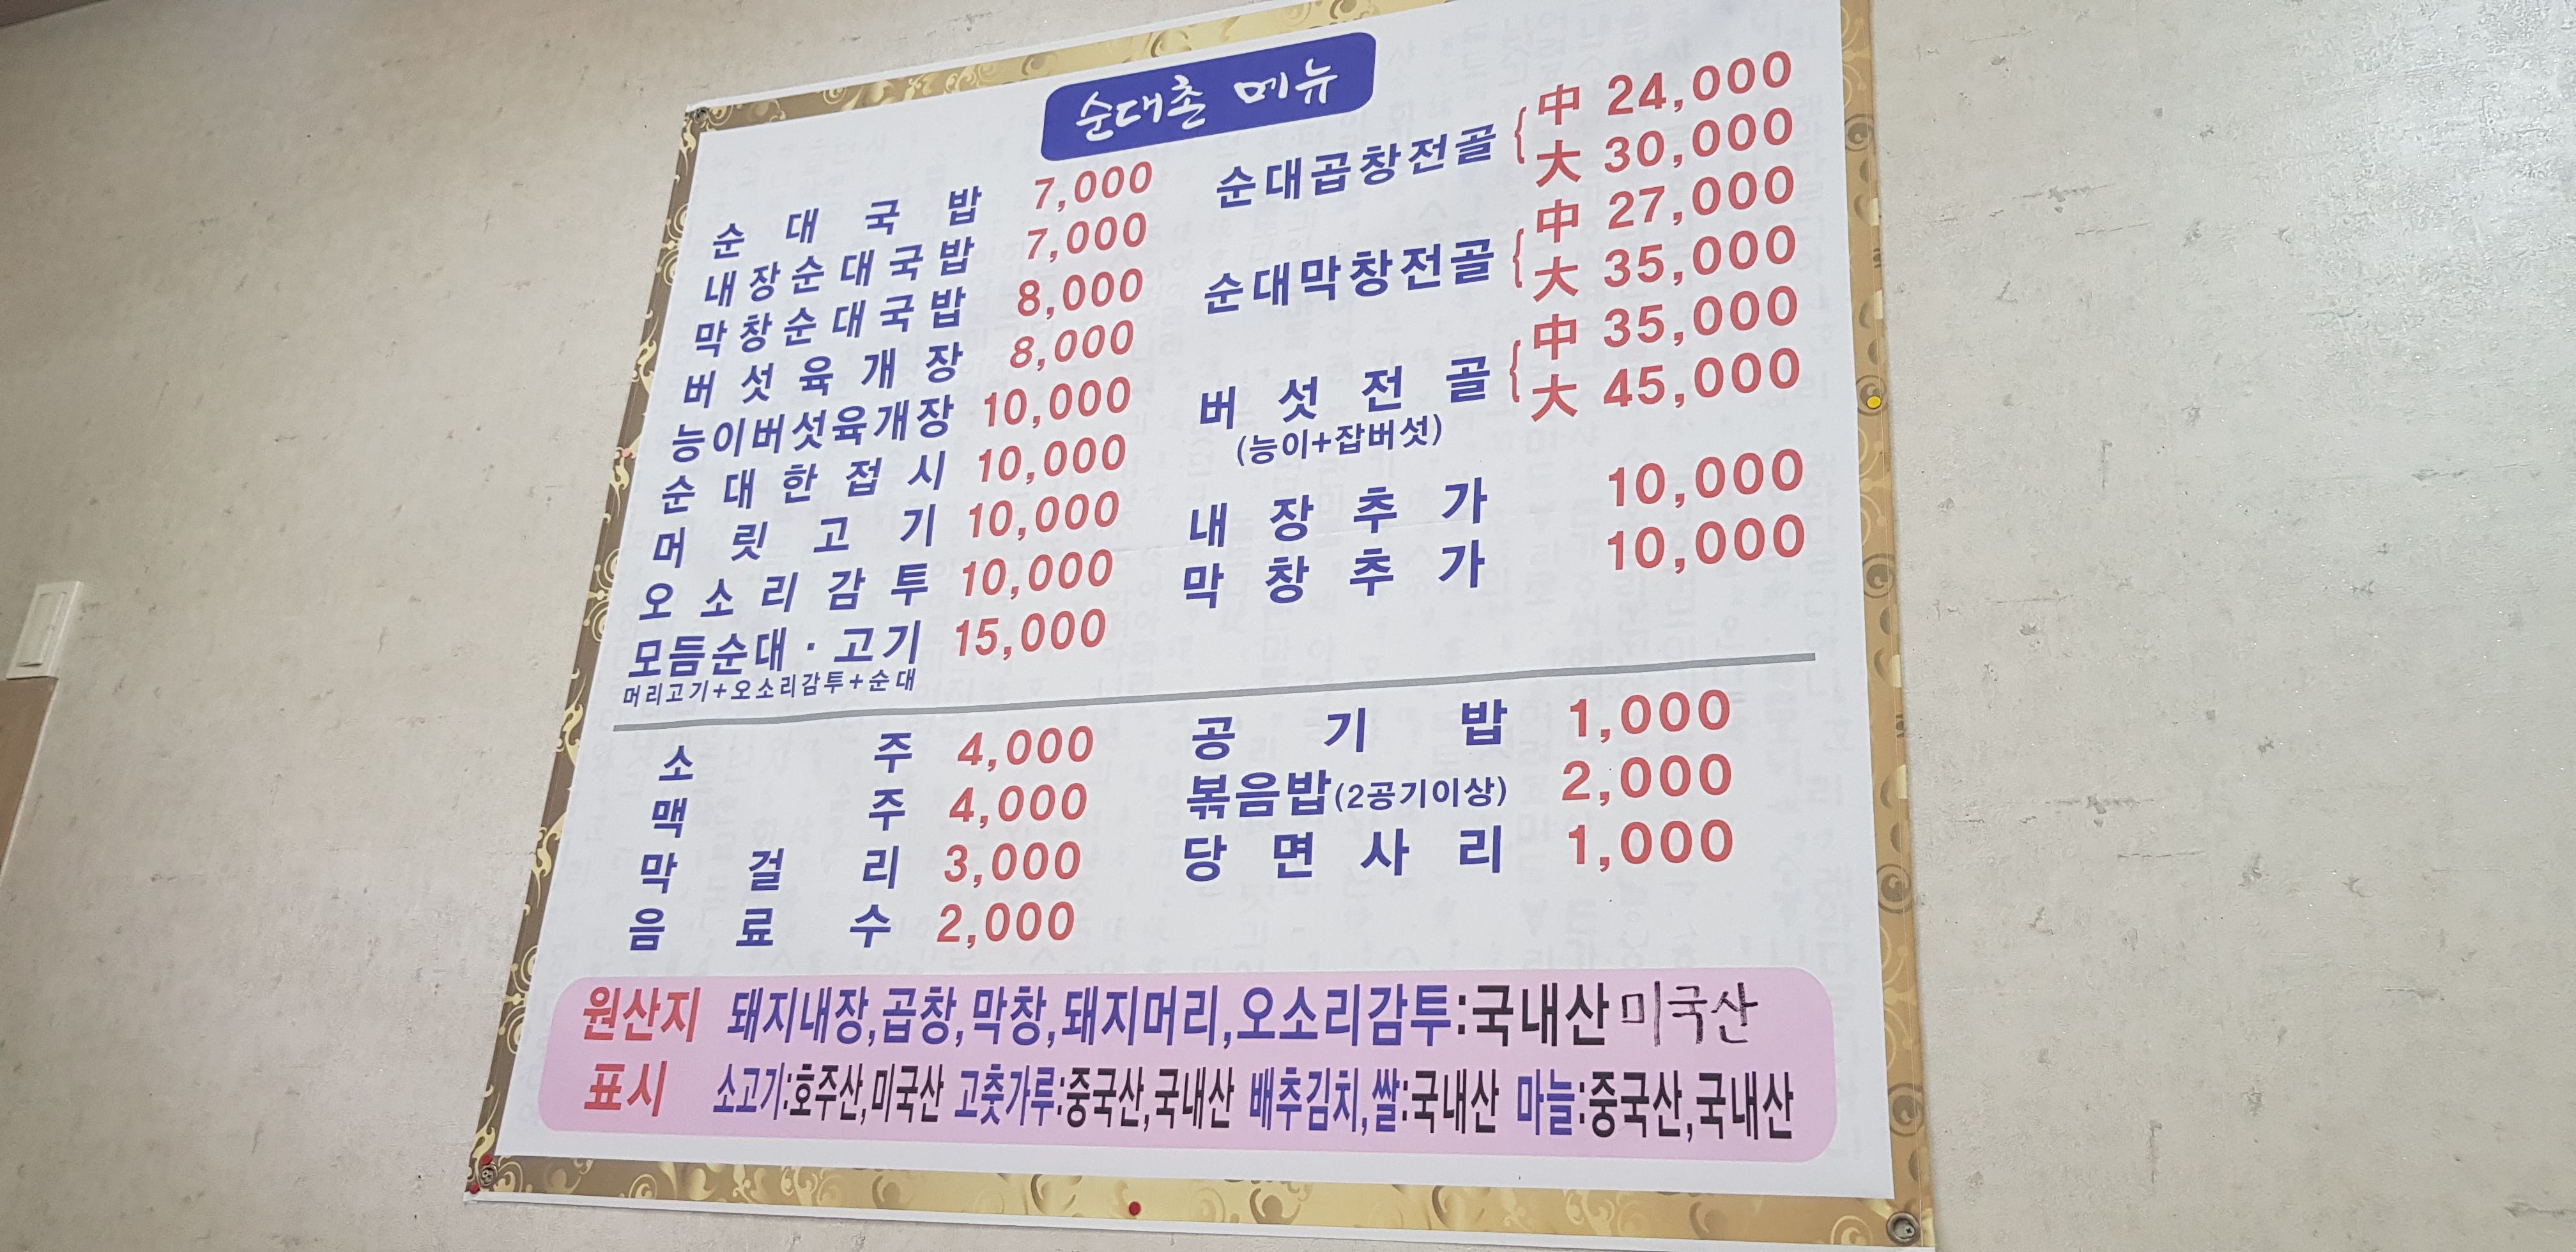 순대촌 메뉴
순대국밥 7,000
내장순대국밥 7,000
막창순대국밥 8,000
버섯육개장 8,000
능이버섯육개장 10,000
순대한접시 10,000
머릿고기 10,000
오소리감투 10,000
모듬순대·고기 15,000
머리고기+오소리감투+순대
순대곱창전골 中 24,000
大 30,000
순대막창전골 中 27,000
大 35,000
버섯전골 中 35,000
大 45,000
(능이+잡버섯)
내장추가 10,000
막창추가 10,000
소주 4,000
맥주 4,000
막걸리 3,000
음료수 2,000
공기밥 1,000
볶음밥(2공기이상) 2,000
당면사리 1,000
원산지 돼지내장,곱창,막창,돼지머리,오소리감투:국내산 미국산
표시 소고기:호주산,미국산 고춧가루:중국산,국내산 배추김치,쌀:국내산 마늘:중국산,국내산